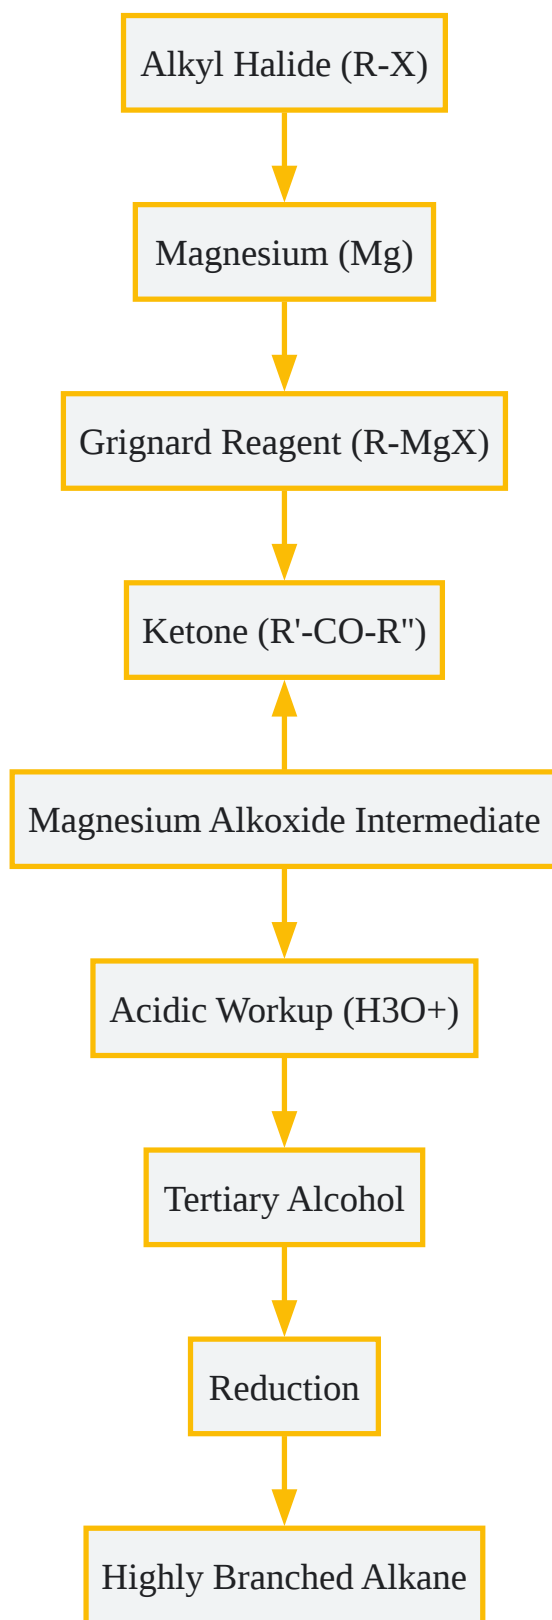 Alkyl Halide (R-X)
Magnesium (Mg)
Grignard Reagent (R-MgX)
Ketone (R'-CO-R")
Magnesium Alkoxide Intermediate
Acidic Workup (H3O+)
Tertiary Alcohol
Reduction
Highly Branched Alkane